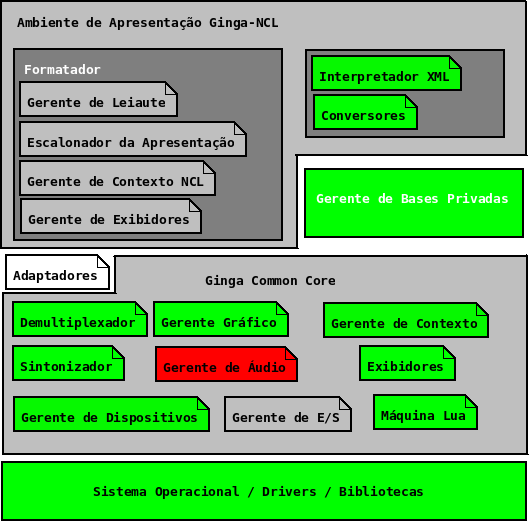 Ambiente de Apresentação Ginga-NCL
Formatador
Gerente de Leiaute
Escalonador da Apresentação
Gerente de Contexto NCL
Gerente de Exibidores
Interpretador XML
Conversores
Gerente de Bases Privadas
Adaptadores
Ginga Common Core
Demultiplexador
Gerente Gráfico
Gerente de Contexto
Sintonizador
Gerente de Áudio
Exibidores
Gerente de Dispositivos
Gerente de E/S
Máquina Lua
Sistema Operacional / Drivers / Bibliotecas